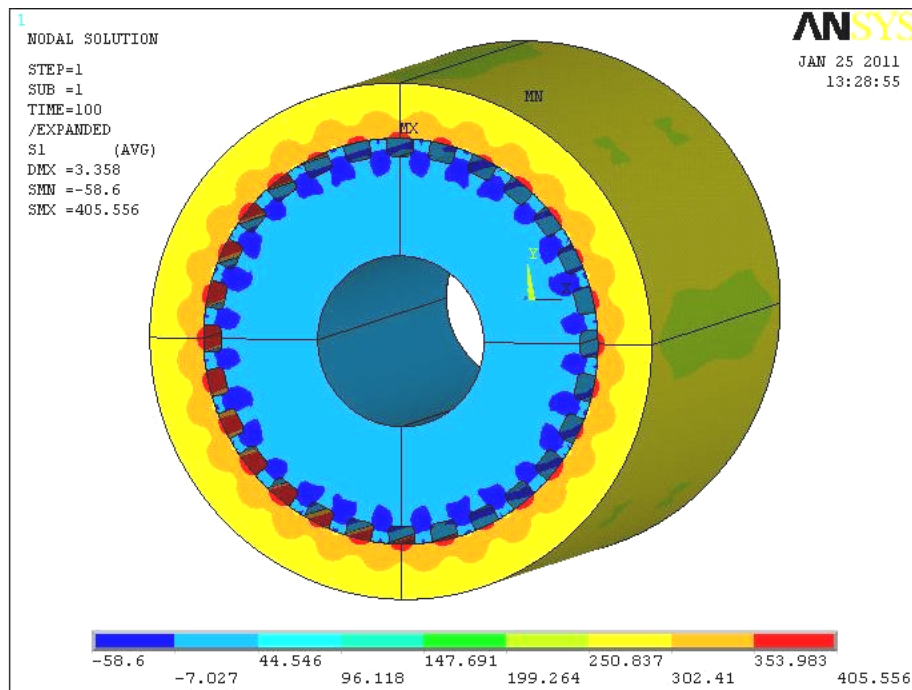 1
NODAL SOLUTION
STEP=1
SUB =1
TIME=100
/EXPANDED
S1 (AVG)
DMX =3.358
SMN =-58.6
SMX =405.556
ANSYS
JAN 25 2011
13:28:55
MN
MX
Y
X
-58.6 44.546 147.691 250.837 353.983
-7.027 96.118 199.264 302.41 405.556